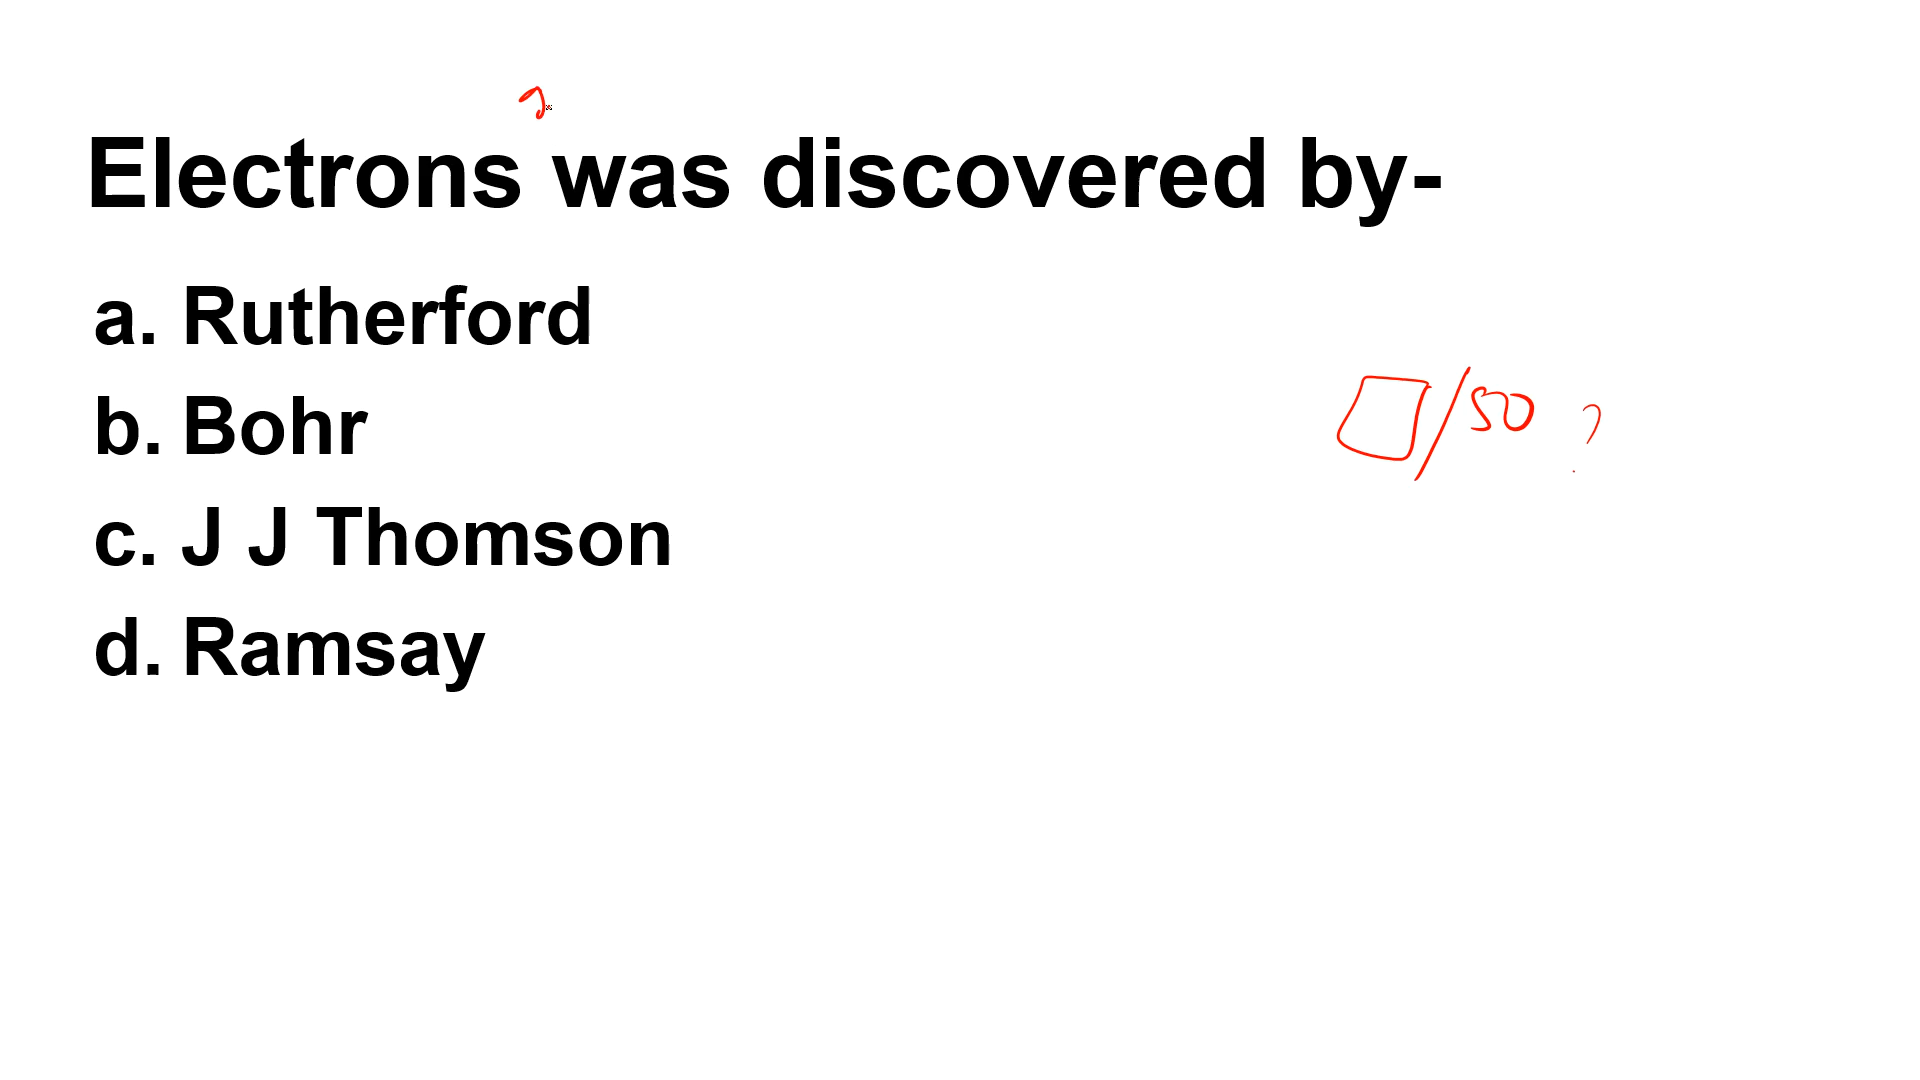 Electrons was discovered by-
a. Rutherford
b. Bohr
/50 ?
c. J J Thomson
d. Ramsay